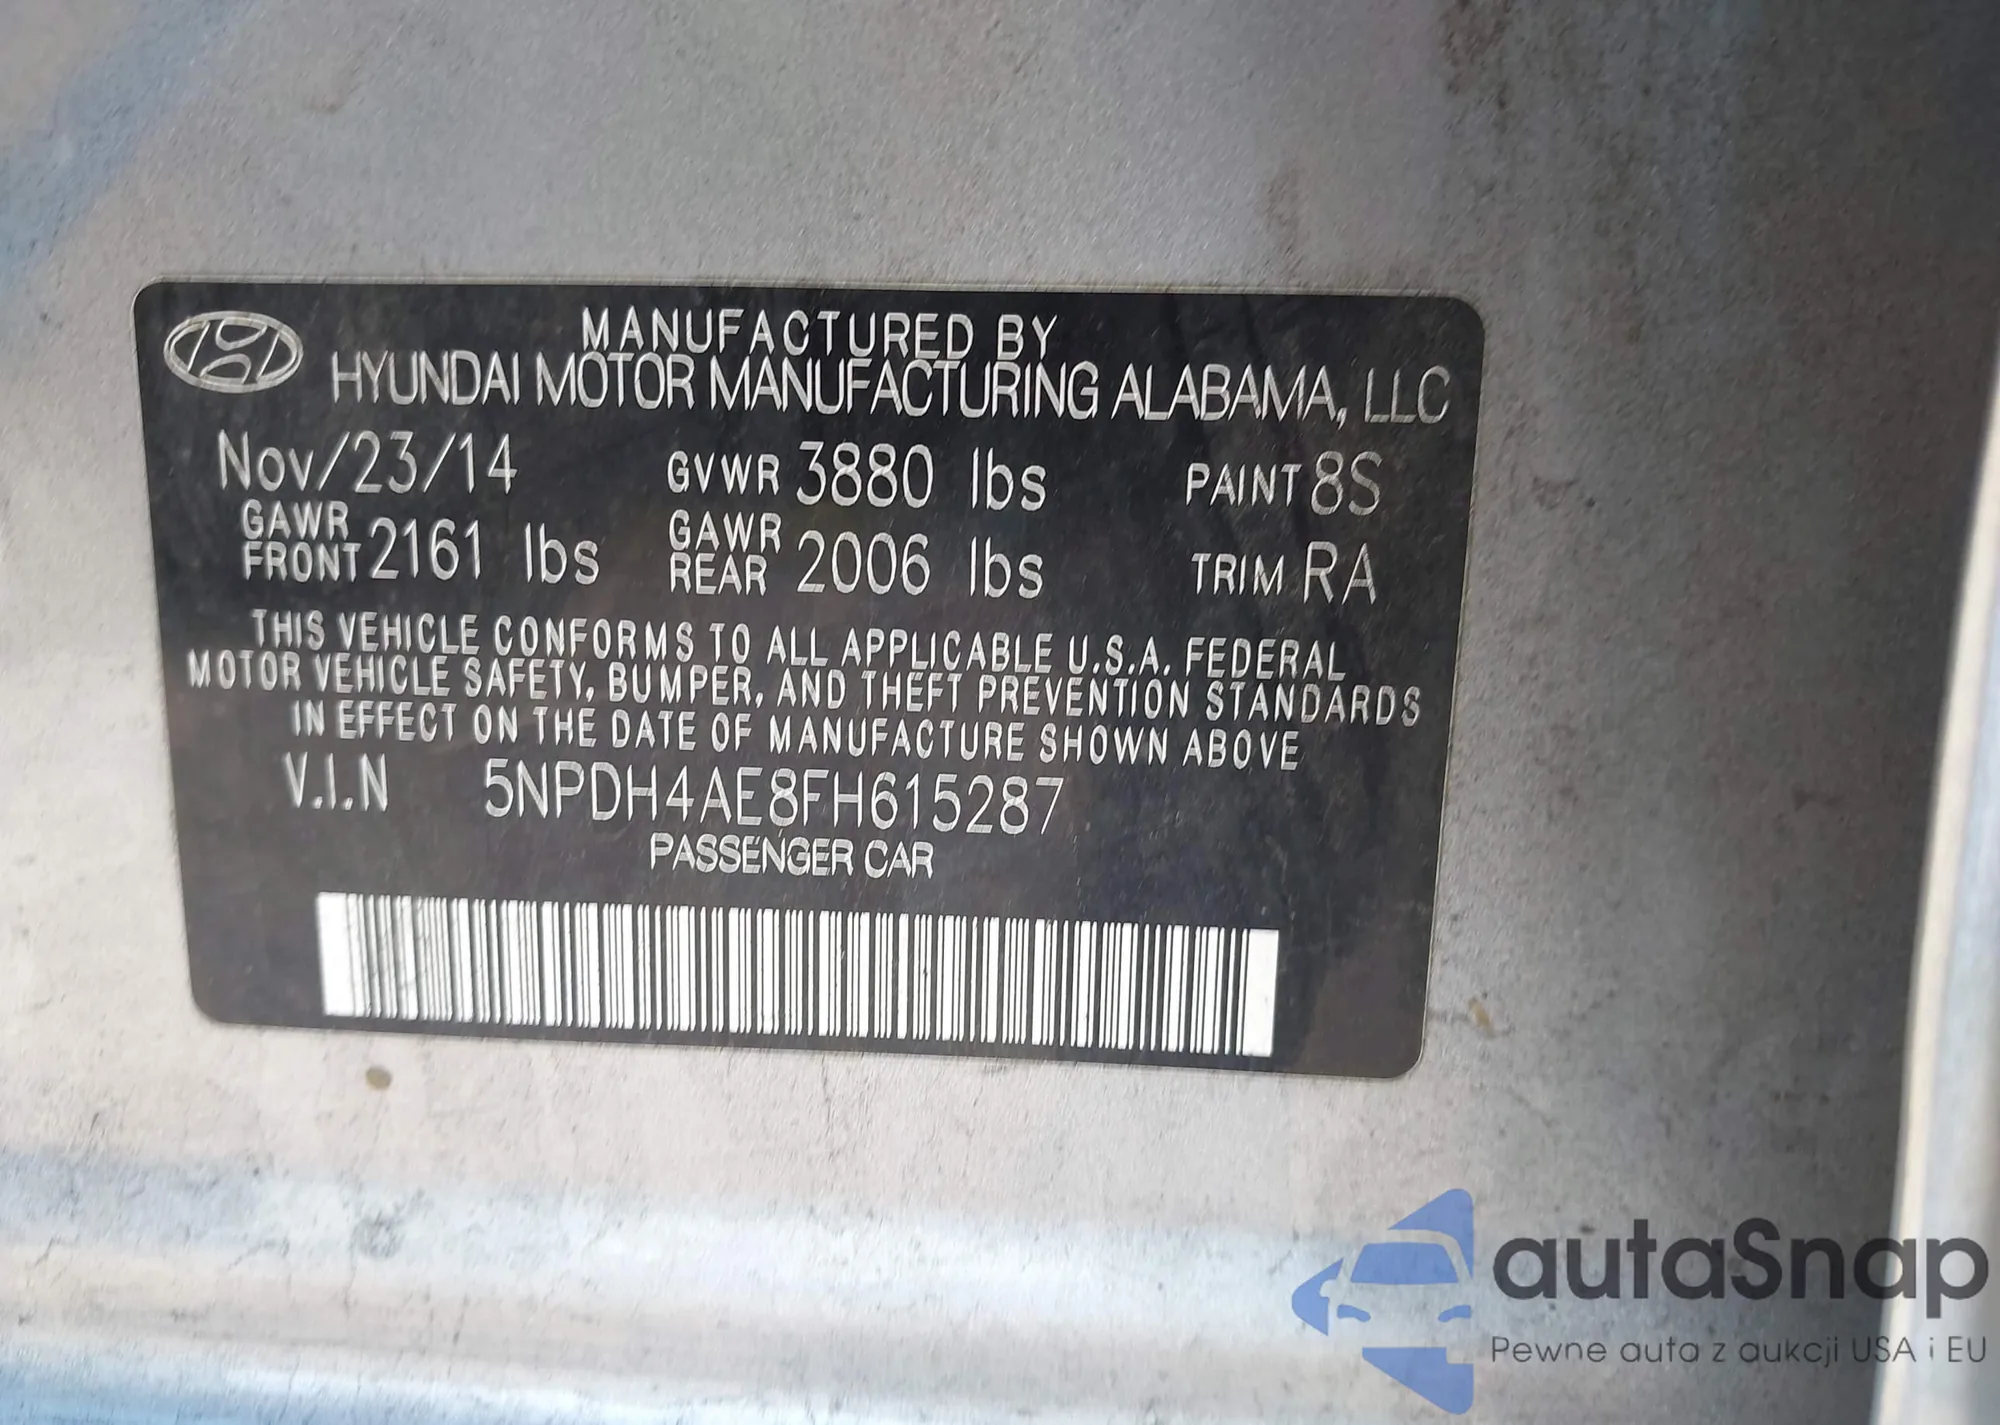 MANUFACTURED BY
HYUNDAI MOTOR MANUFACTURING ALABAMA, LLC
Nov/23/14 GVWR 3880 lbs PAINT 8S
GAWR FRONT 2161 lbs GAWR REAR 2006 lbs TRIM RA
THIS VEHICLE CONFORMS TO ALL APPLICABLE U.S.A. FEDERAL
MOTOR VEHICLE SAFETY, BUMPER, AND THEFT PREVENTION STANDARDS
IN EFFECT ON THE DATE OF MANUFACTURE SHOWN ABOVE
V.I.N 5NPDH4AE8FH615287
PASSENGER CAR
autaSnap
Pewne auta z aukcji USA i EU